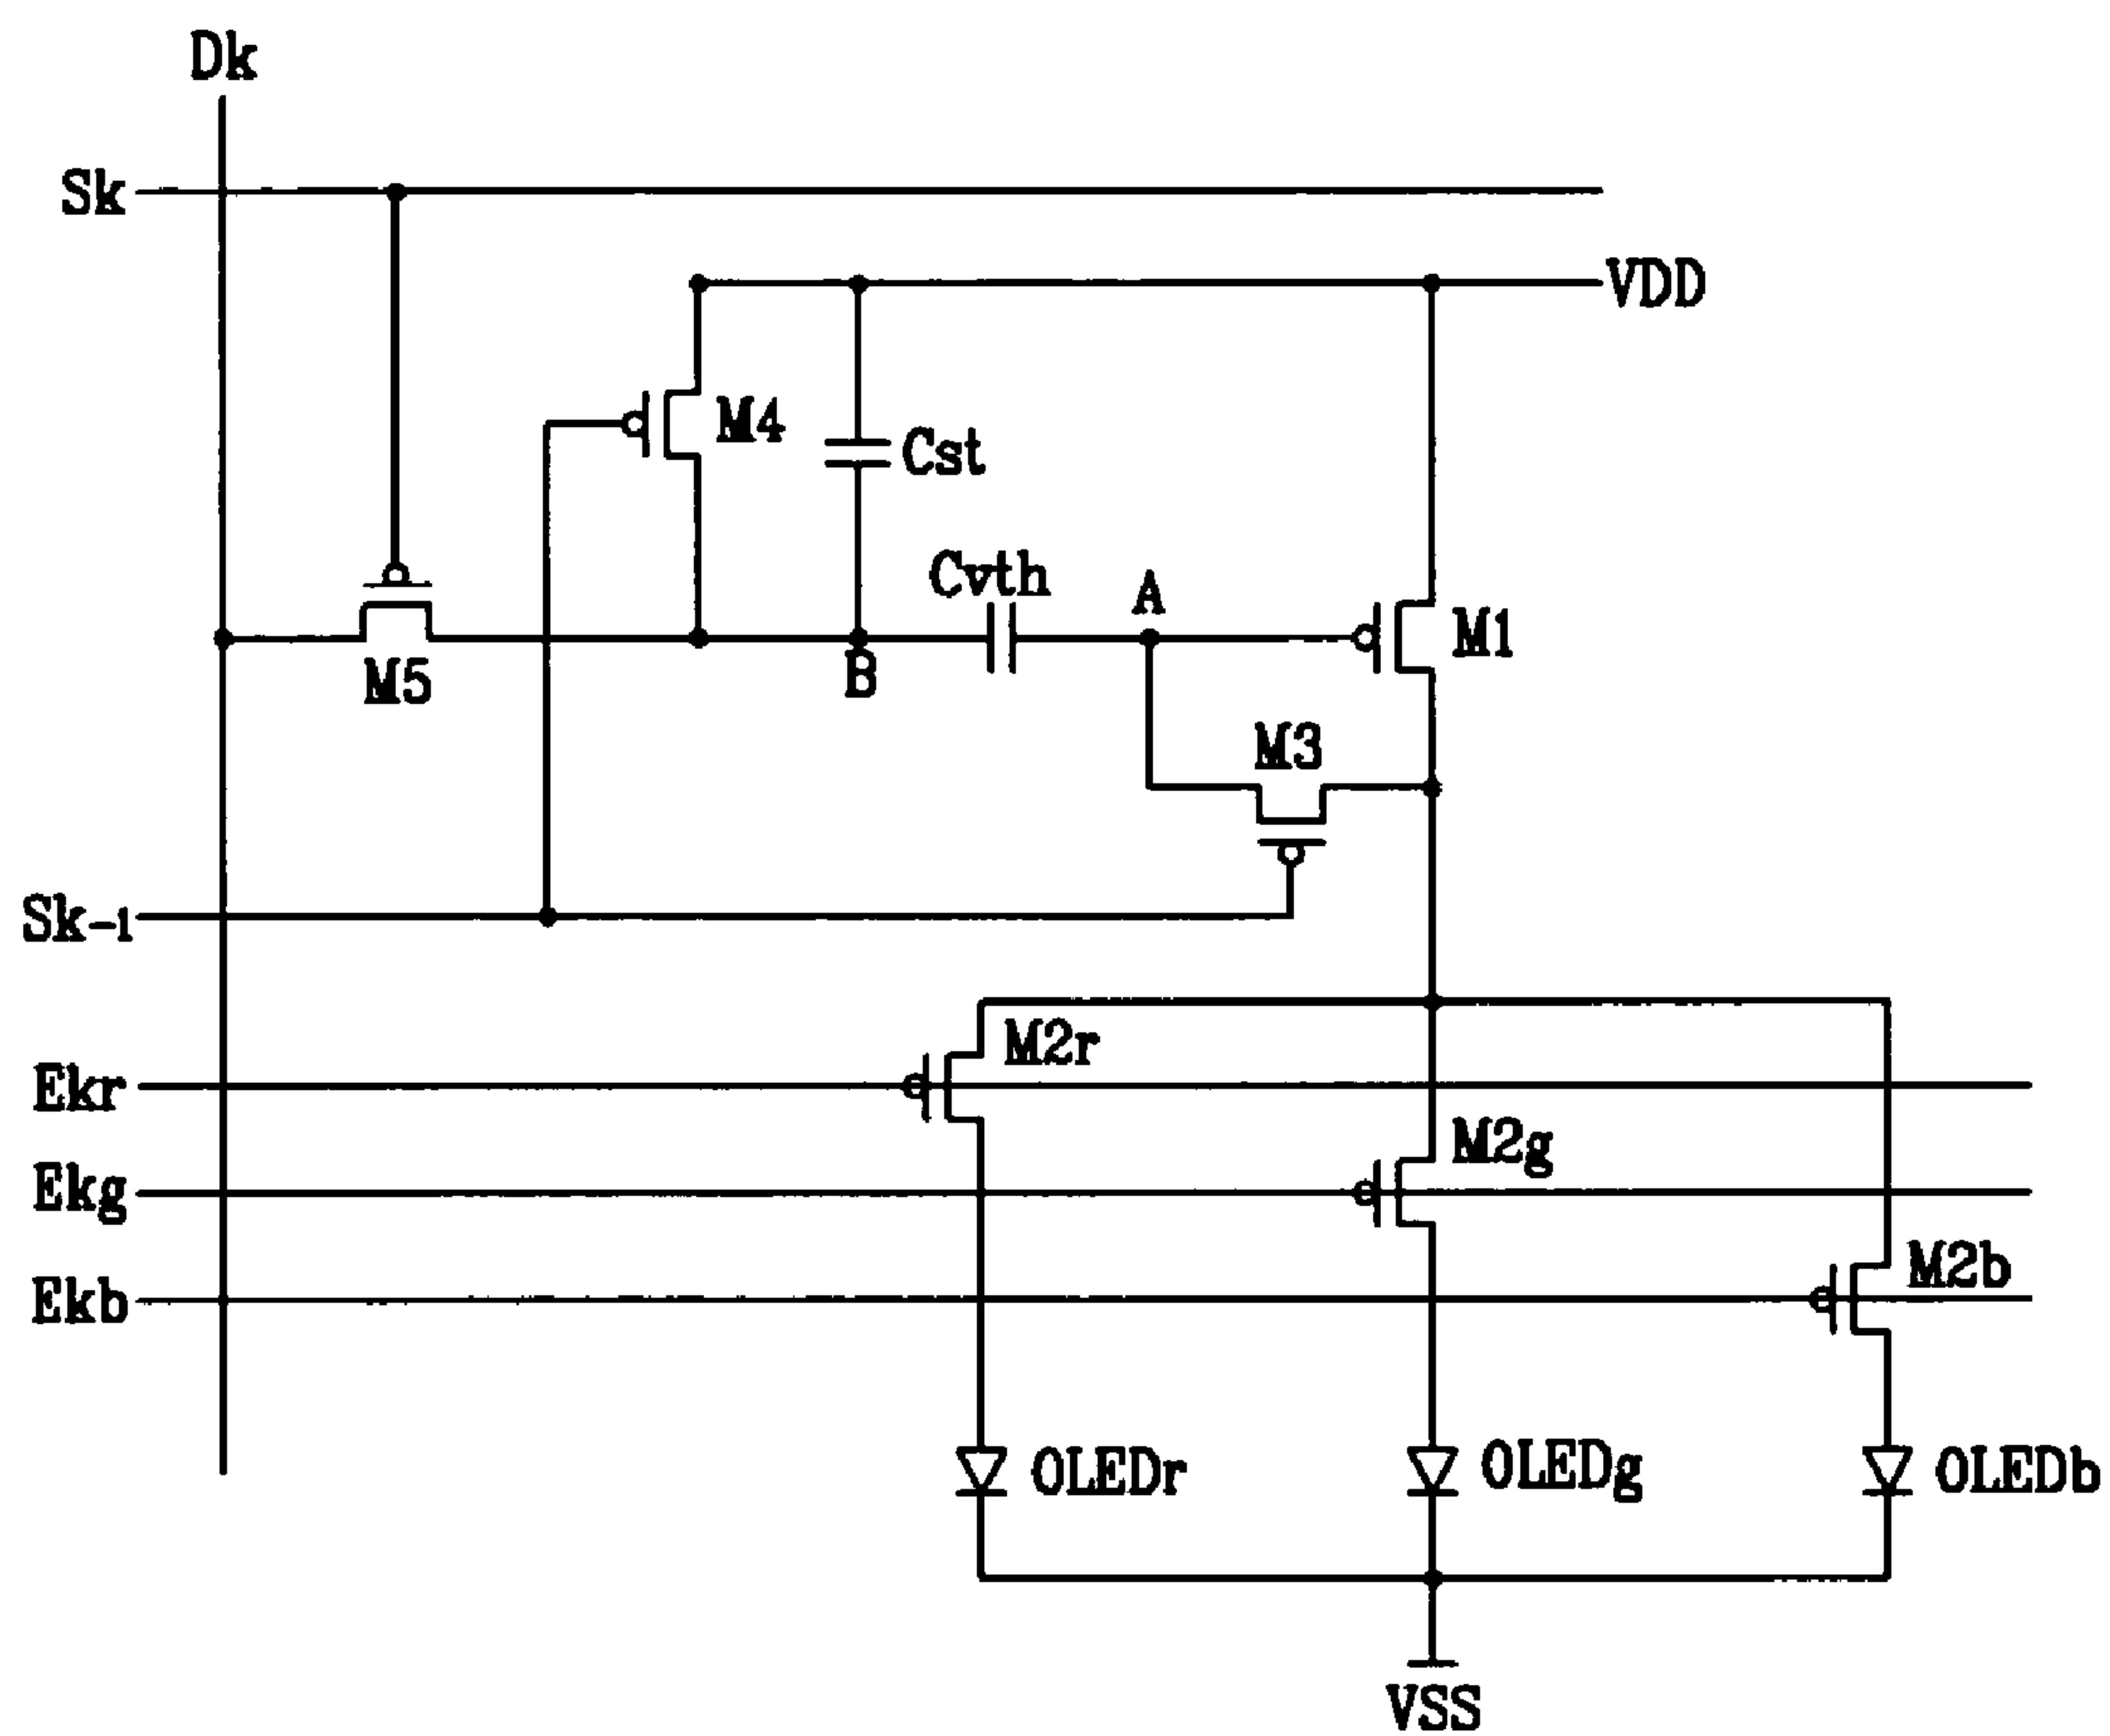 Dk
Sk
VDD
M4
Cst
Cvth
A
M1
M5
B
M3
Sk-1
M2r
Ekr
M2g
Ekg
M2b
Ekb
OLEDr
OLEDg
OLEDb
VSS